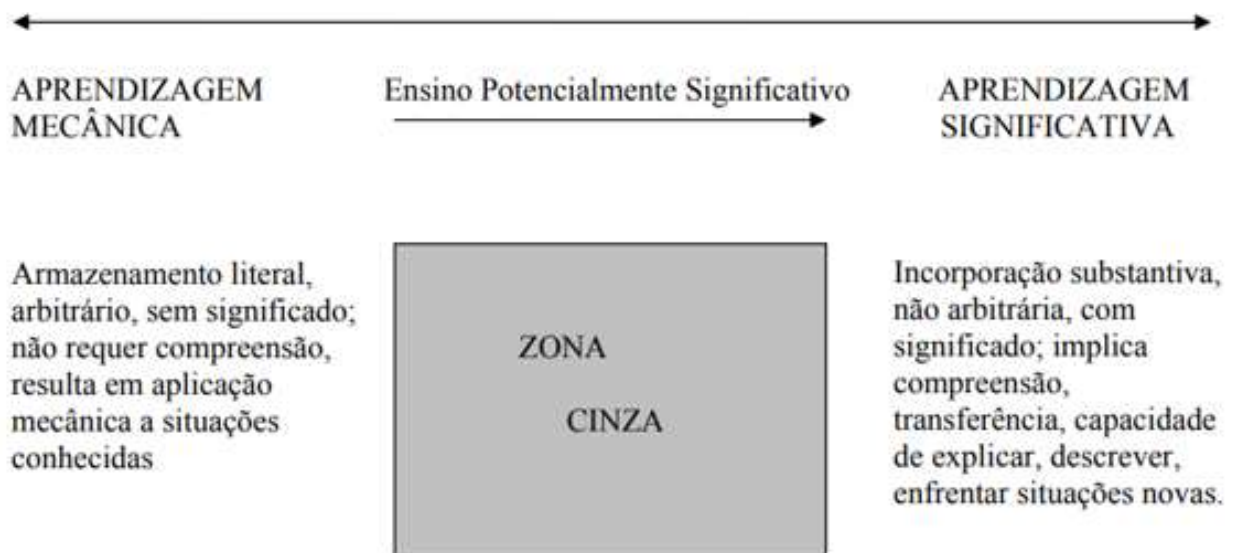 APRENDIZAGEM
MECÂNICA
Ensino Potencialmente Significativo
APRENDIZAGEM
SIGNIFICATIVA
Armazenamento literal,
arbitrário, sem significado;
não requer compreensão,
resulta em aplicação
mecânica a situações
conhecidas
ZONA
CINZA
Incorporação substantiva,
não arbitrária, com
significado; implica
compreensão,
transferência, capacidade
de explicar, descrever,
enfrentar situações novas.